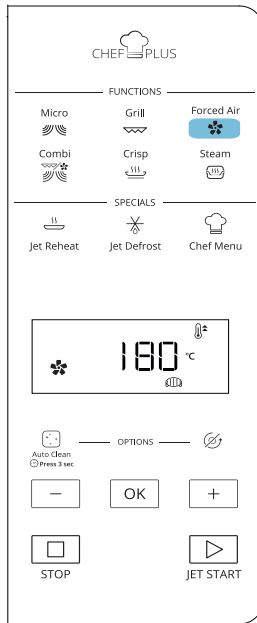 CHEF PLUS
FUNCTIONS
Micro Grill Forced Air
Combi Crisp Steam
SPECIALS
Jet Reheat Jet Defrost Chef Menu
180 °C
OPTIONS
Auto Clean
Press 3 sec
− OK +
STOP JET START